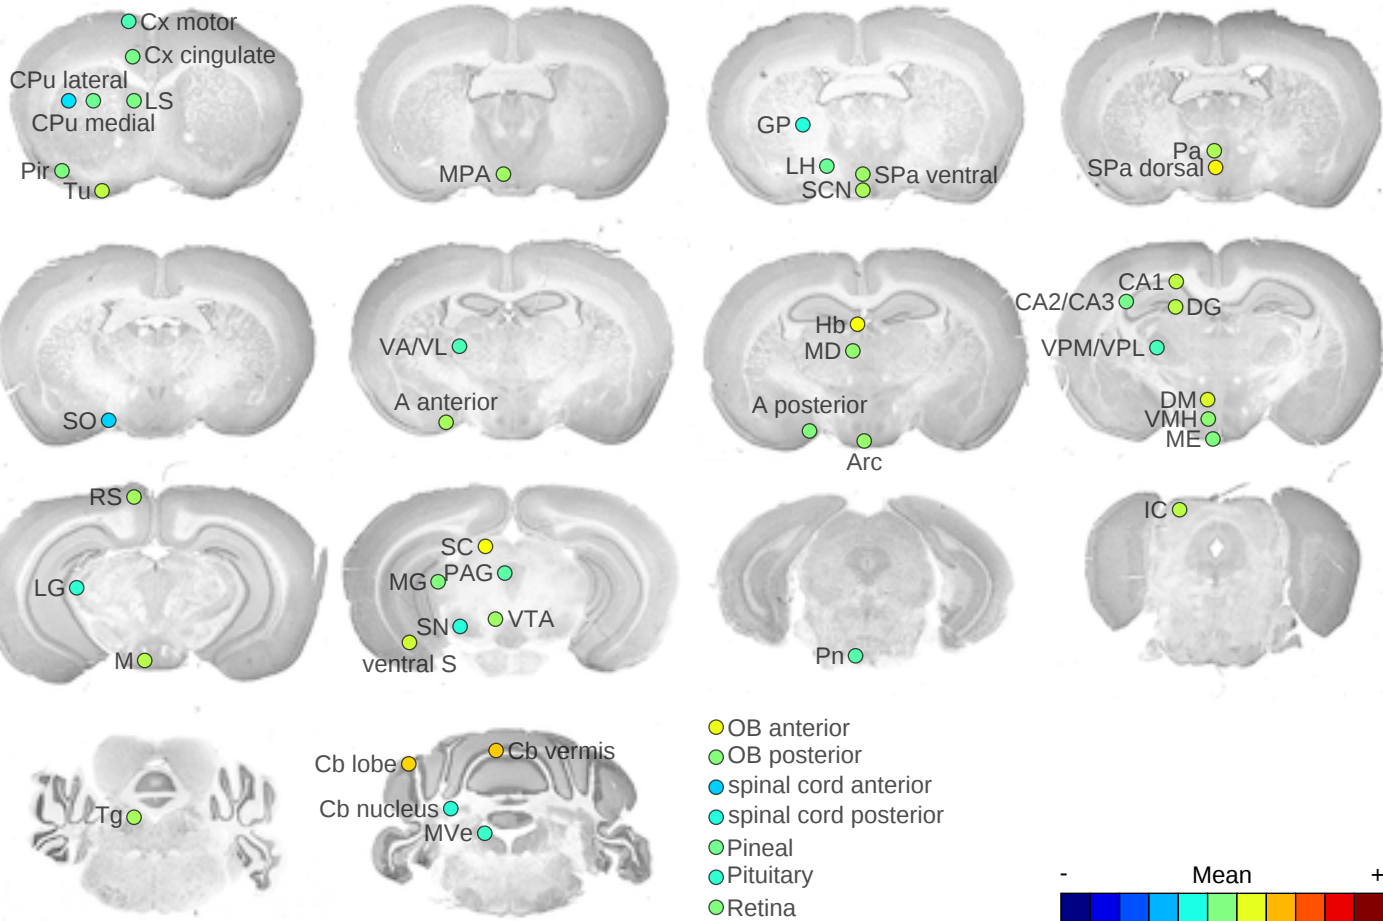 Cx motor
Cx cingulate
CPu lateral
LS
CPu medial
Pir
Tu
MPA
GP
LH
SPa ventral
SCN
Pa
SPa dorsal
SO
VA/VL
A anterior
Hb
MD
A posterior
Arc
CA1
CA2/CA3
DG
VPM/VPL
DM
VMH
ME
RS
LG
M
SC
MG
PAG
SN
VTA
ventral S
Pn
IC
Tg
Cb lobe
Cb vermis
Cb nucleus
MVe
OB anterior
OB posterior
spinal cord anterior
spinal cord posterior
Pineal
Pituitary
Retina
- Mean +